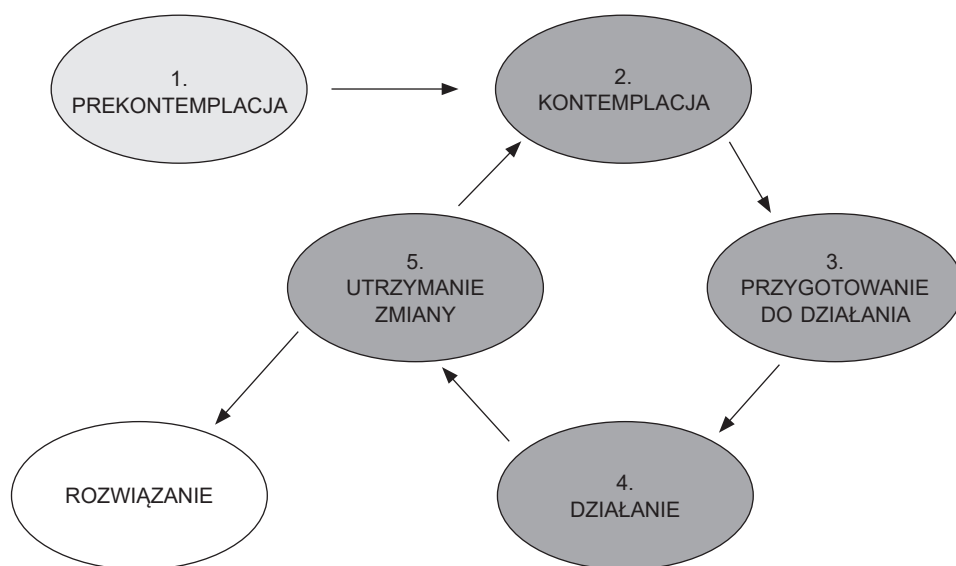 1.
PREKONTEMPLACJA
2.
KONTEMPLACJA
3.
PRZYGOTOWANIE
DO DZIAŁANIA
4.
DZIAŁANIE
5.
UTRZYMANIE
ZMIANY
ROZWIĄZANIE